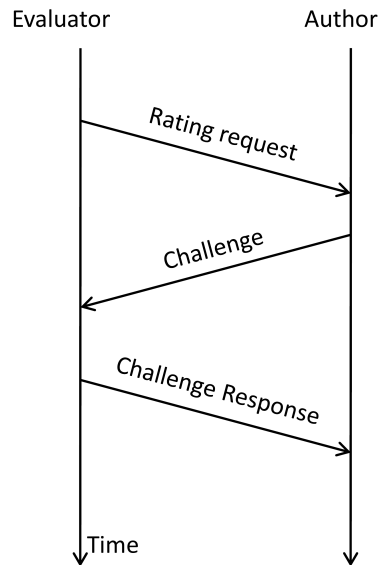 Evaluator
Author
Rating request
Challenge
Challenge Response
Time